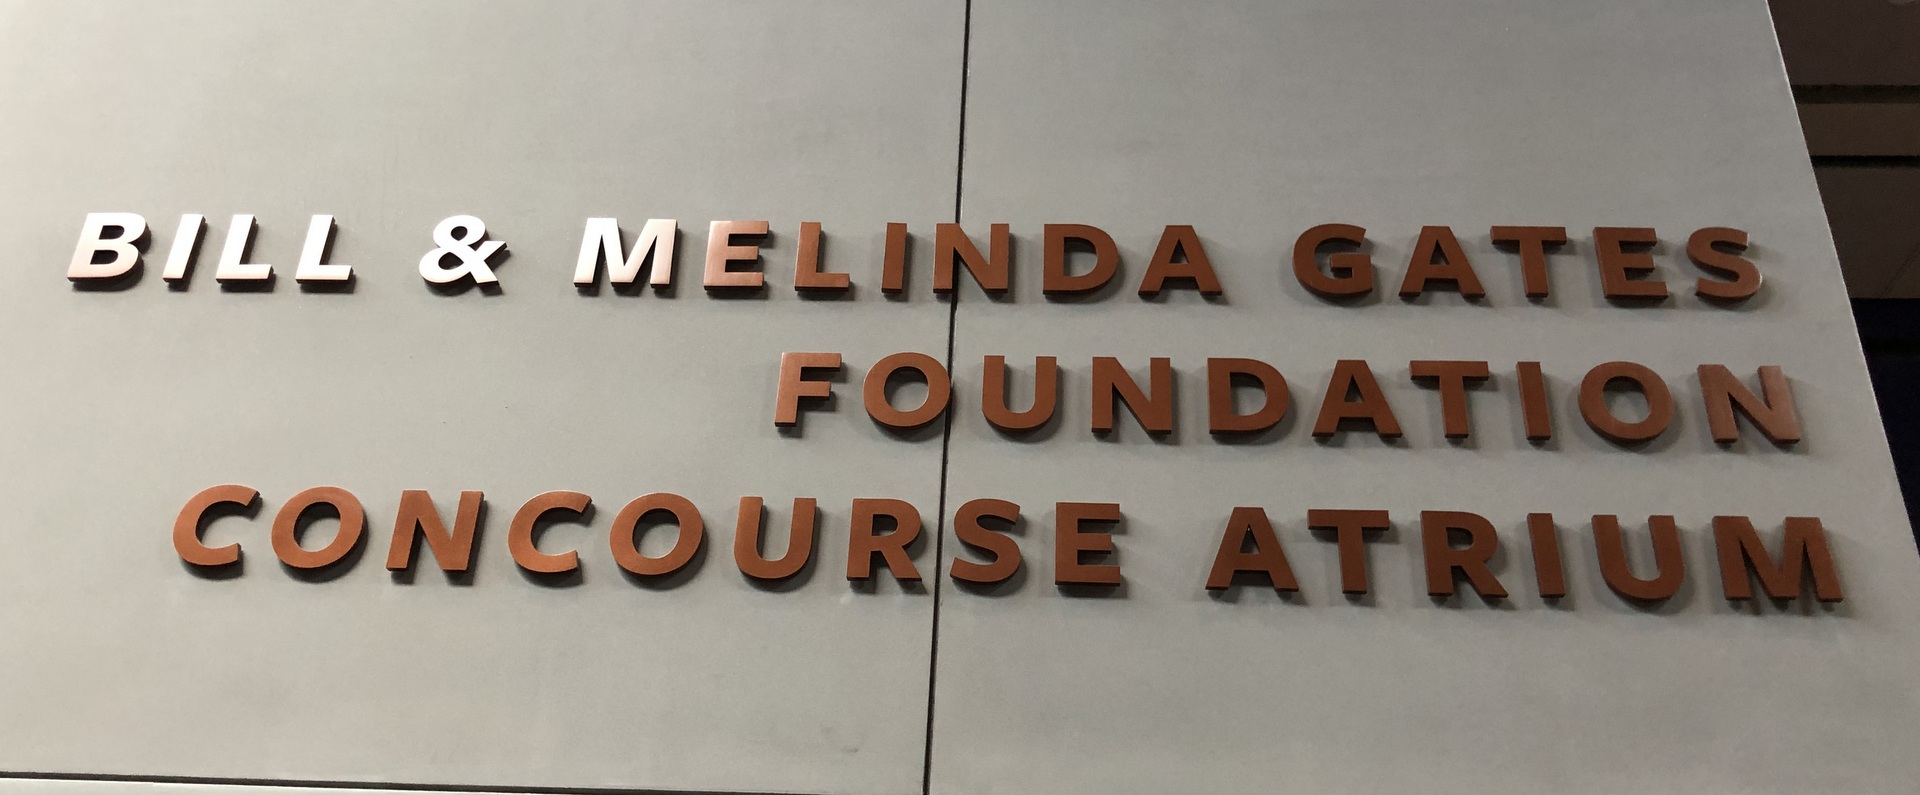 BILL & MELINDA GATES
FOUNDATION
CONCOURSE ATRIUM